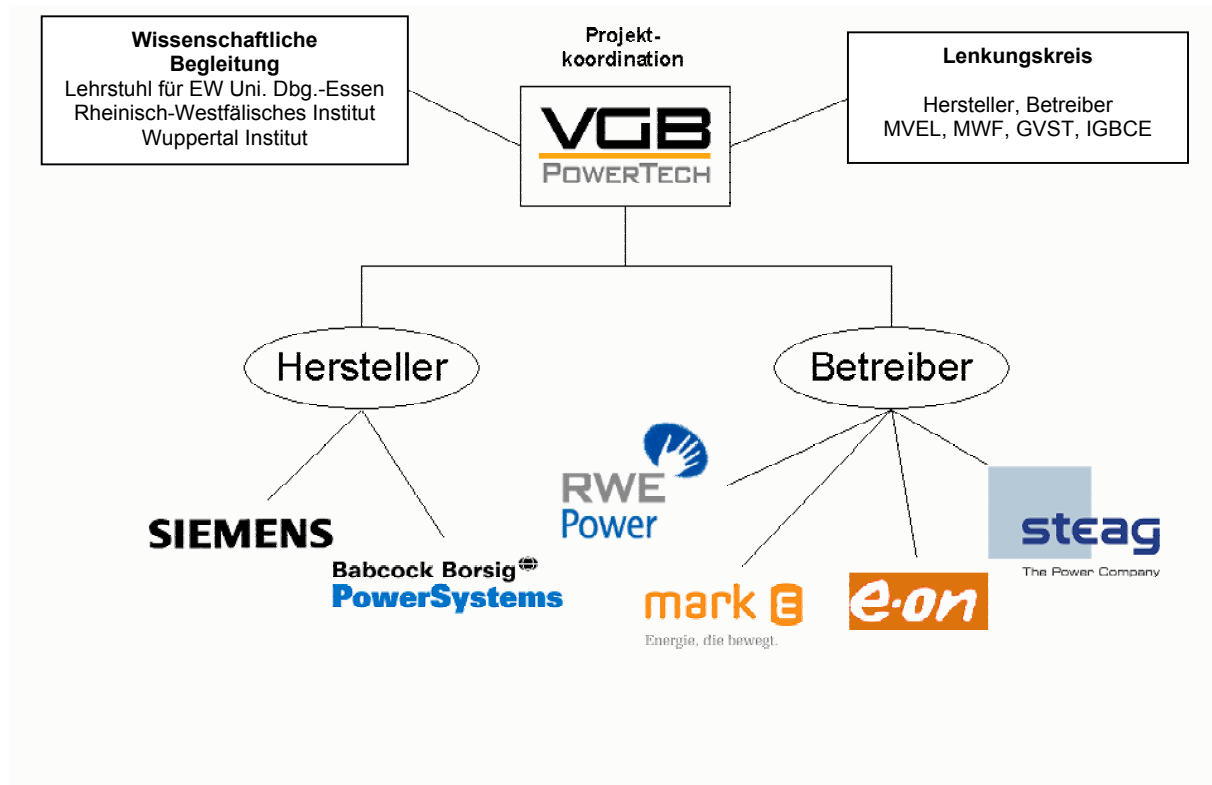 Wissenschaftliche
Begleitung
Lehrstuhl für EW Uni. Dbg.-Essen
Rheinisch-Westfälisches Institut
Wuppertal Institut
Projekt-
koordination
VGB
POWERTECH
Lenkungskreis
Hersteller, Betreiber
MVEL, MWF, GVST, IGBCE
Hersteller
Betreiber
SIEMENS
Babcock Borsig
PowerSystems
RWE
Power
mark E
Energie, die bewegt.
e·on
steag
The Power Company